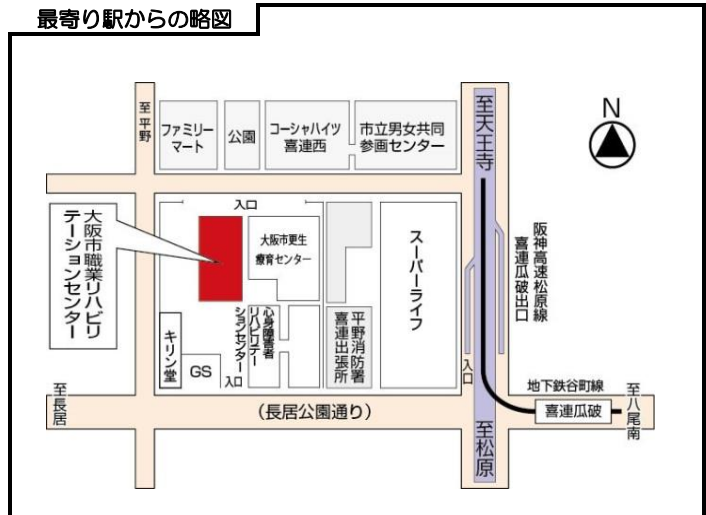 最寄り駅からの略図
至平野
ファミリー
マート
公園
コーシャハイツ
喜連西
市立男女共同
参画センター
至天王寺
N
入口
大阪市職業リハビリ
テーションセンター
大阪市更生
療育センター
スーパーライフ
阪神高速松原線
喜連瓜破出口
キリン堂
GS
入口
心身障害者
リハビリテー
ションセンター
平野消防署
喜連出張所
入口
地下鉄谷町線
喜連瓜破
至八尾南
至長居
(長居公園通り)
至松原